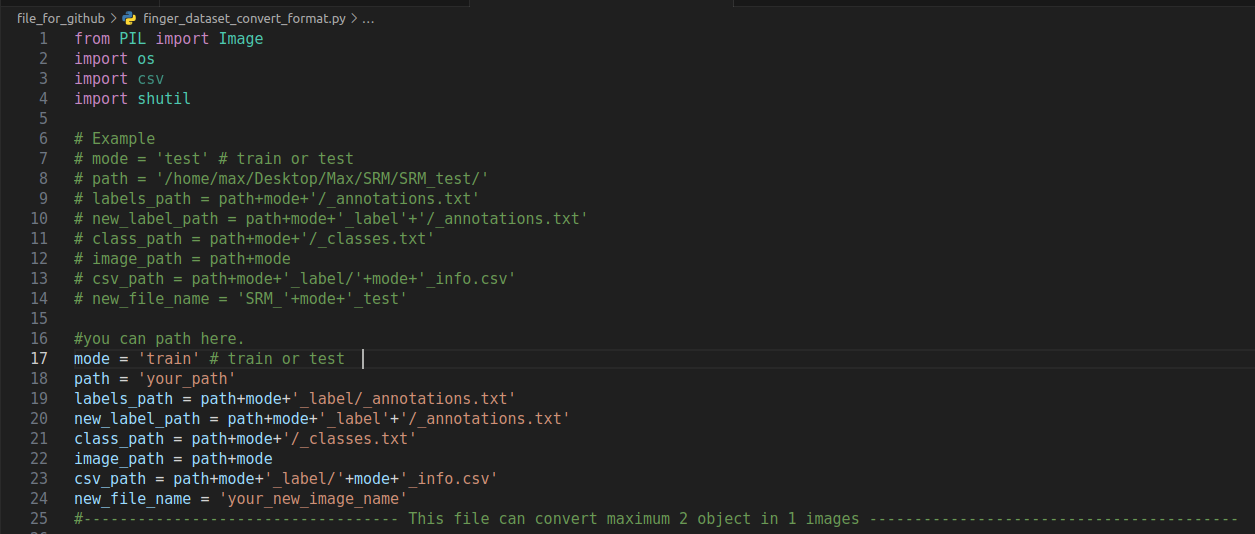 file_for_github > finger_dataset_convert_format.py > ...
1 from PIL import Image
2 import os
3 import csv
4 import shutil
5
6 # Example
7 # mode = 'test' # train or test
8 # path = '/home/max/Desktop/Max/SRM/SRM_test/'
9 # labels_path = path+mode+'/_annotations.txt'
10 # new_label_path = path+mode+'_label'+'/_annotations.txt'
11 # class_path = path+mode+'/_classes.txt'
12 # image_path = path+mode
13 # csv_path = path+mode+'_label/'+mode+'_info.csv'
14 # new_file_name = 'SRM_'+mode+'_test'
15
16 #you can path here.
17 mode = 'train' # train or test
18 path = 'your_path'
19 labels_path = path+mode+'_label/_annotations.txt'
20 new_label_path = path+mode+'_label'+'/_annotations.txt'
21 class_path = path+mode+'/_classes.txt'
22 image_path = path+mode
23 csv_path = path+mode+'_label/'+mode+'_info.csv'
24 new_file_name = 'your_new_image_name'
25 #----------------------------------- This file can convert maximum 2 object in 1 images -----------------------------------------